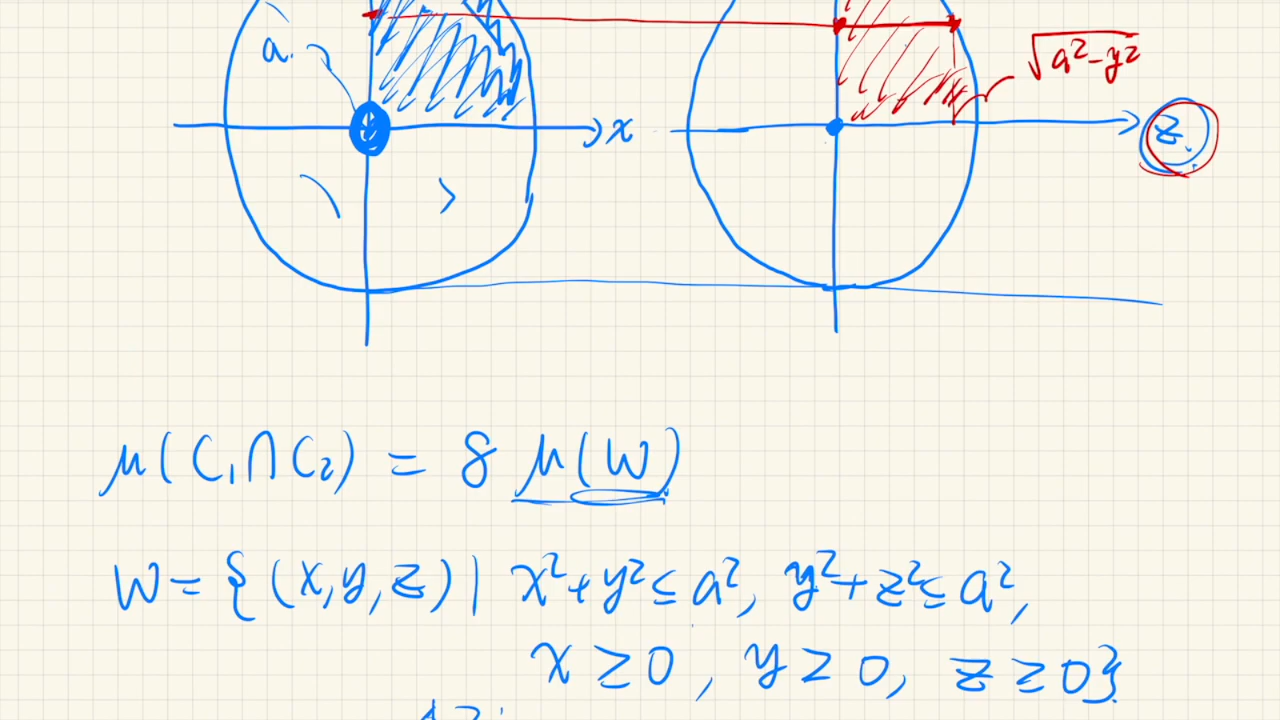 a
√a²-y²
x
z
μ(C₁∩C₂) = 8 μ(W)
W = {(x,y,z) | x²+y² ≤ a², y²+z² ≤ a²,
x ≥ 0, y ≥ 0, z ≥ 0}